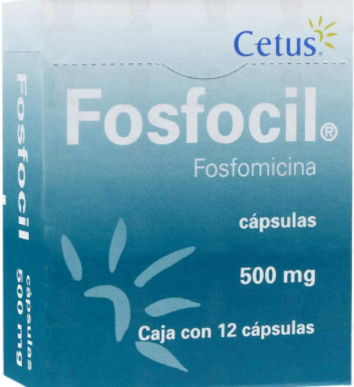 Cetus®
Fosfocil®
Fosfomicina
cápsulas
500 mg
Caja con 12 cápsulas
Fosfocil
cápsulas
500 mg